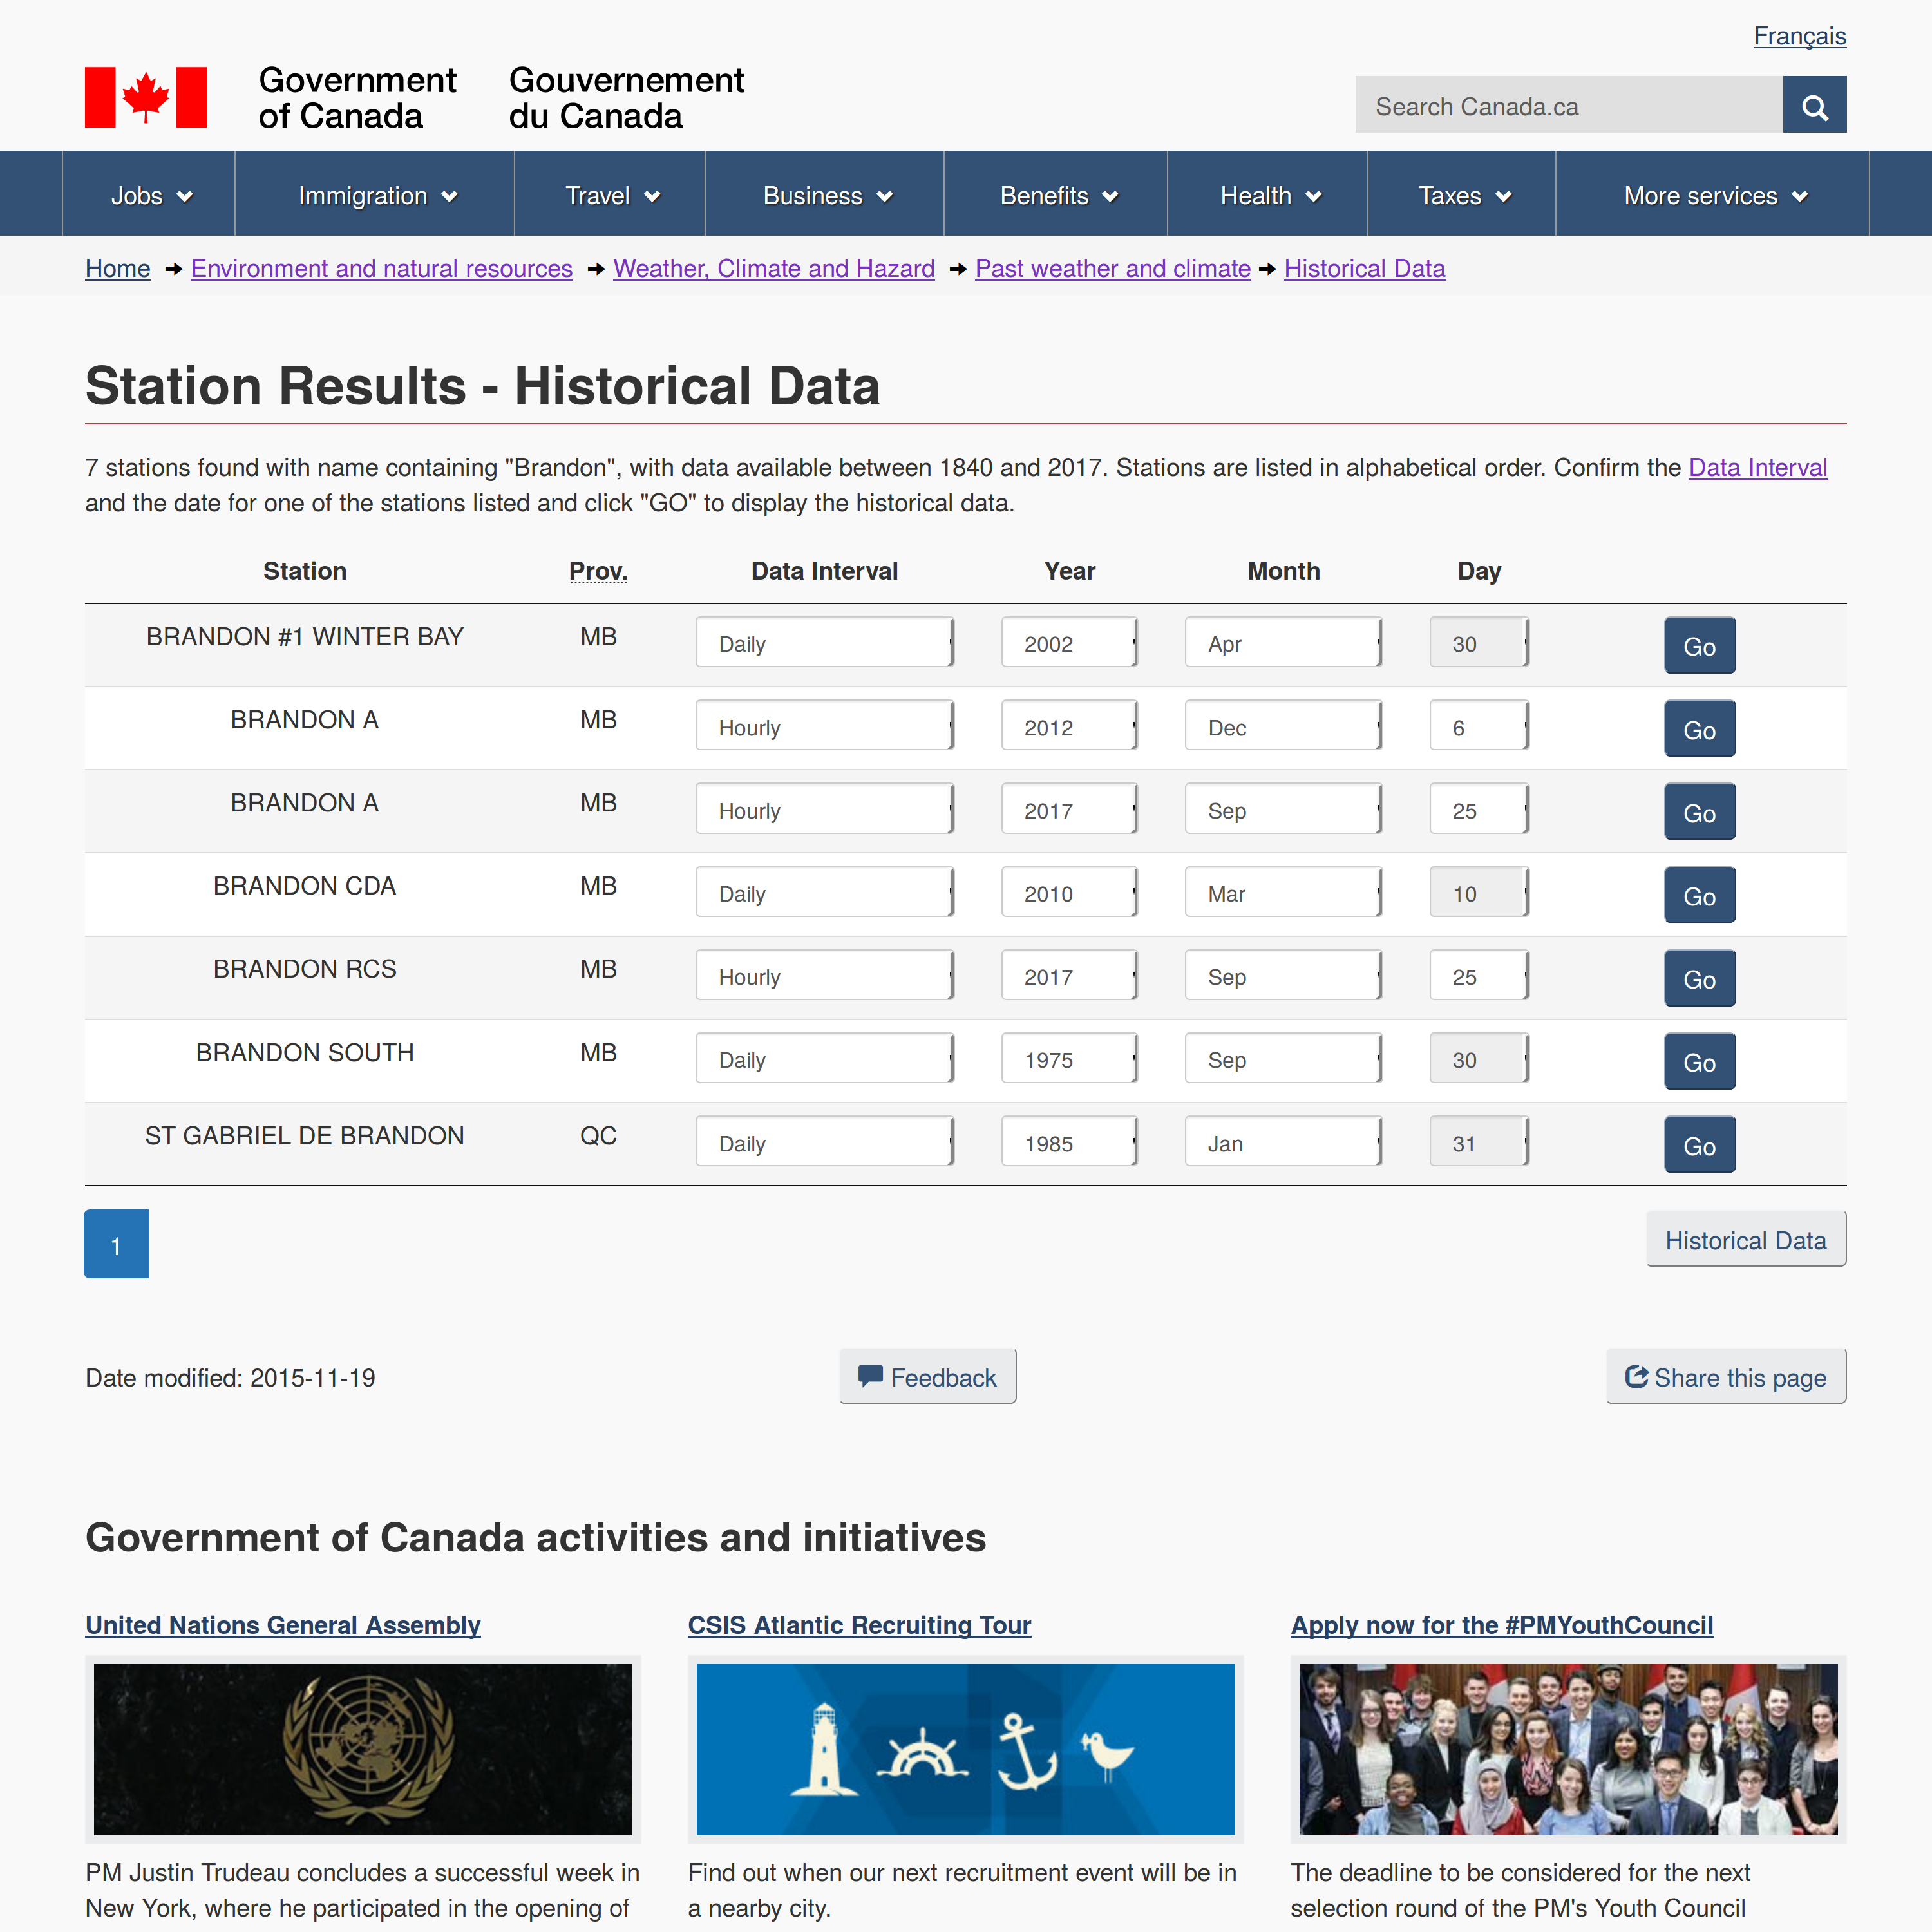 Français
Government of Canada
Gouvernement du Canada
Search Canada.ca
Jobs Immigration Travel Business Benefits Health Taxes More services
Home Environment and natural resources Weather, Climate and Hazard Past weather and climate Historical Data
Station Results - Historical Data
7 stations found with name containing "Brandon", with data available between 1840 and 2017. Stations are listed in alphabetical order. Confirm the Data Interval
and the date for one of the stations listed and click "GO" to display the historical data.
Station Prov. Data Interval Year Month Day
BRANDON #1 WINTER BAY MB Daily 2002 Apr 30 Go
BRANDON A MB Hourly 2012 Dec 6 Go
BRANDON A MB Hourly 2017 Sep 25 Go
BRANDON CDA MB Daily 2010 Mar 10 Go
BRANDON RCS MB Hourly 2017 Sep 25 Go
BRANDON SOUTH MB Daily 1975 Sep 30 Go
ST GABRIEL DE BRANDON QC Daily 1985 Jan 31 Go
1 Historical Data
Date modified: 2015-11-19 Feedback Share this page
Government of Canada activities and initiatives
United Nations General Assembly
PM Justin Trudeau concludes a successful week in
New York, where he participated in the opening of
CSIS Atlantic Recruiting Tour
Find out when our next recruitment event will be in
a nearby city.
Apply now for the #PMYouthCouncil
The deadline to be considered for the next
selection round of the PM's Youth Council